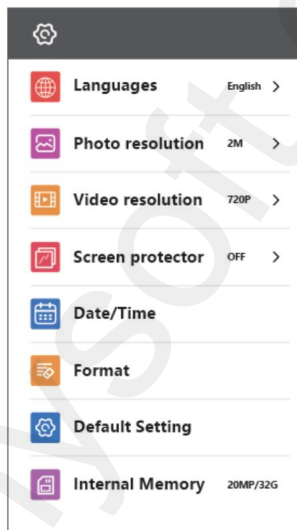 Languages English >
Photo resolution 2M >
Video resolution 720P >
Screen protector OFF >
Date/Time
Format
Default Setting
Internal Memory 20MP/32G